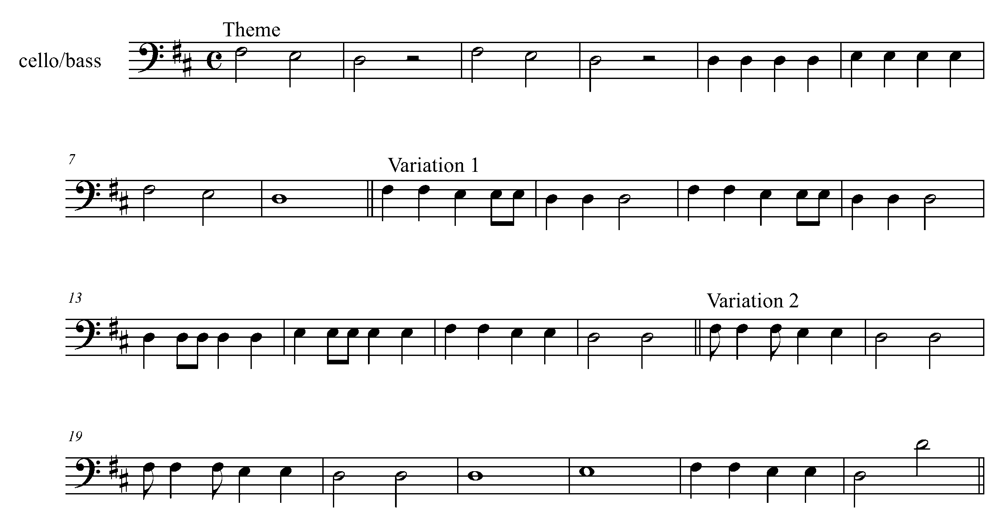 Theme
cello/bass
7
Variation 1
13
Variation 2
19